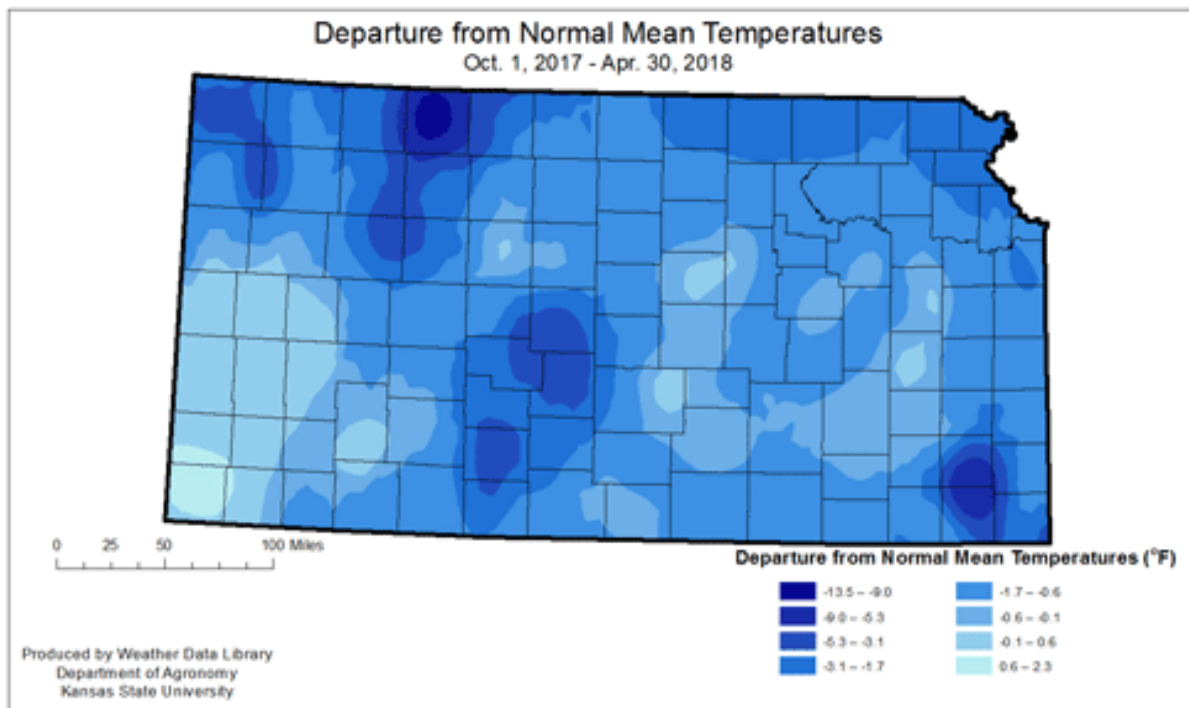 Departure from Normal Mean Temperatures
Oct. 1, 2017 - Apr. 30, 2018
0 25 50 100 Miles
Departure from Normal Mean Temperatures (°F)
-13.5 – -9.0
-9.0 – -5.3
-5.3 – -3.1
-3.1 – -1.7
-1.7 – -0.6
-0.6 – -0.1
-0.1 – 0.6
0.6 – 2.3
Produced by Weather Data Library
Department of Agronomy
Kansas State University